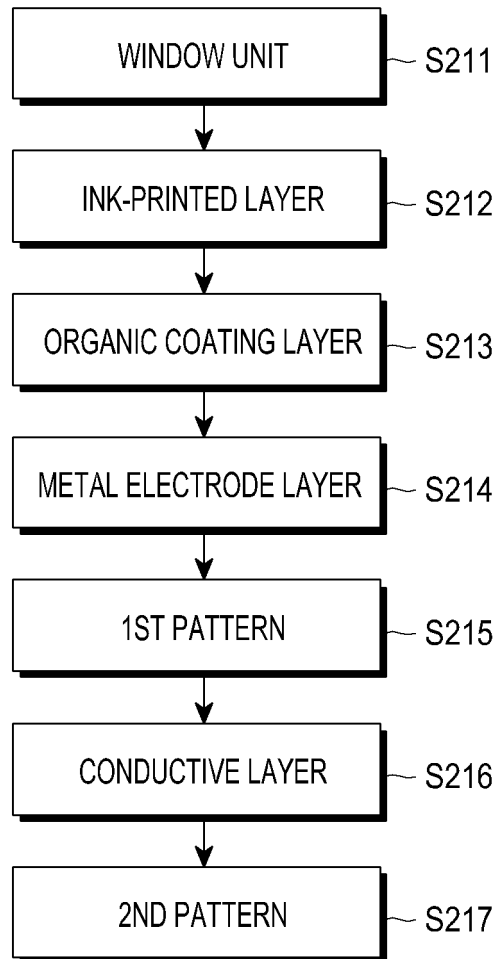 WINDOW UNIT S211
INK-PRINTED LAYER S212
ORGANIC COATING LAYER S213
METAL ELECTRODE LAYER S214
1ST PATTERN S215
CONDUCTIVE LAYER S216
2ND PATTERN S217